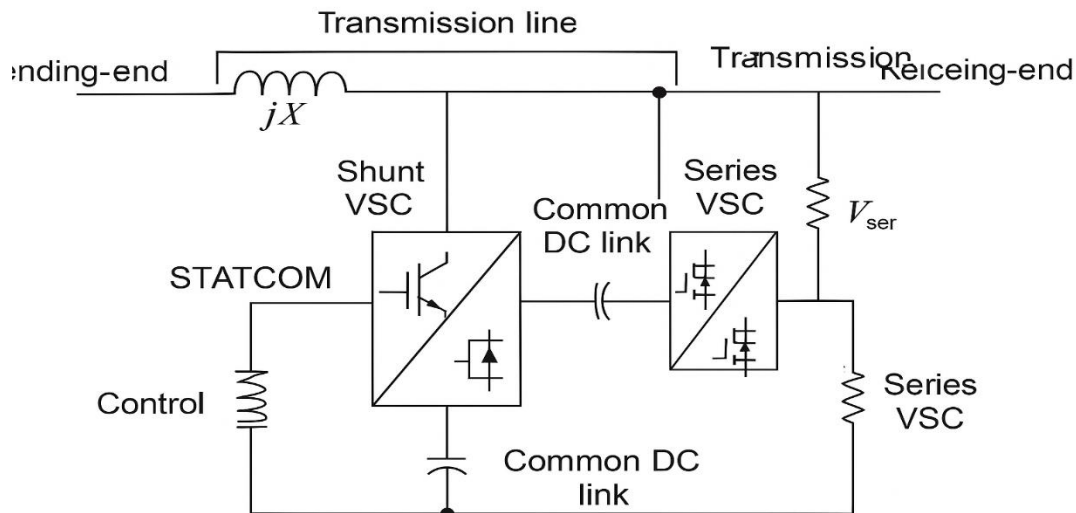 Transmission line
ending-end
Transmission
Keiceing-end
jX
Shunt
VSC
Series
VSC
Common
DC link
V ser
STATCOM
Control
Series
VSC
Common DC
link